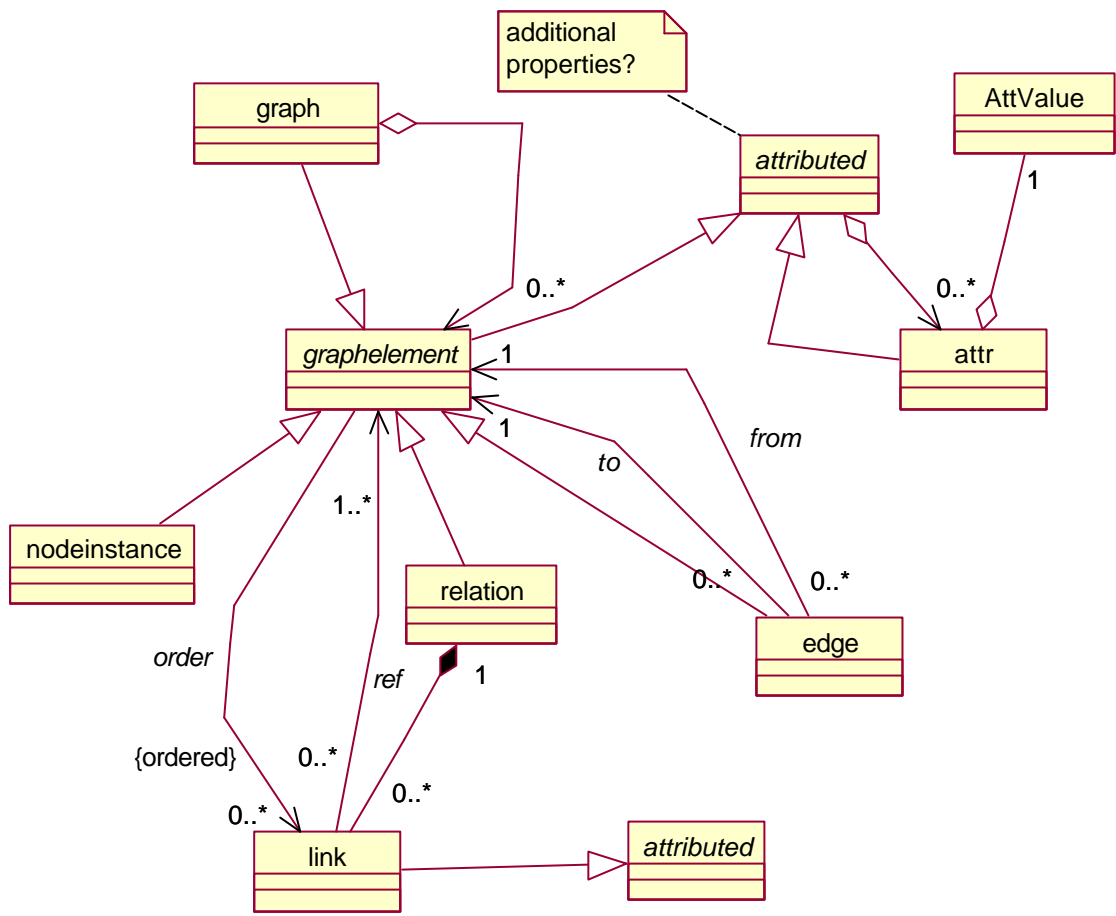 additional
properties?
graph
AttValue
attributed
1
0..*
0..*
graphelement
1
attr
1
from
to
1..*
nodeinstance
0..*
0..*
relation
edge
order
ref
1
{ordered}
0..*
0..*
0..*
link
attributed